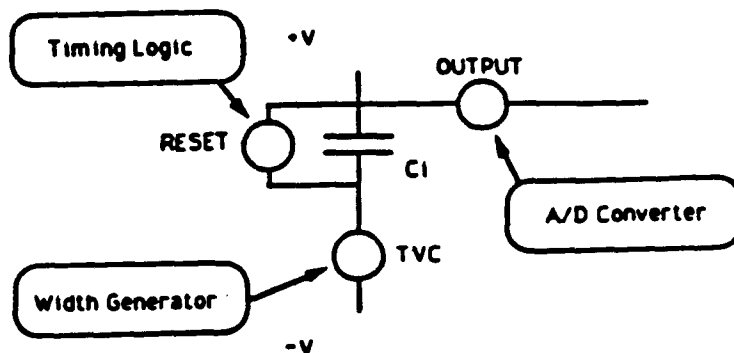 Timing Logic
+V
OUTPUT
RESET
C1
A/D Converter
TVC
Width Generator
-V